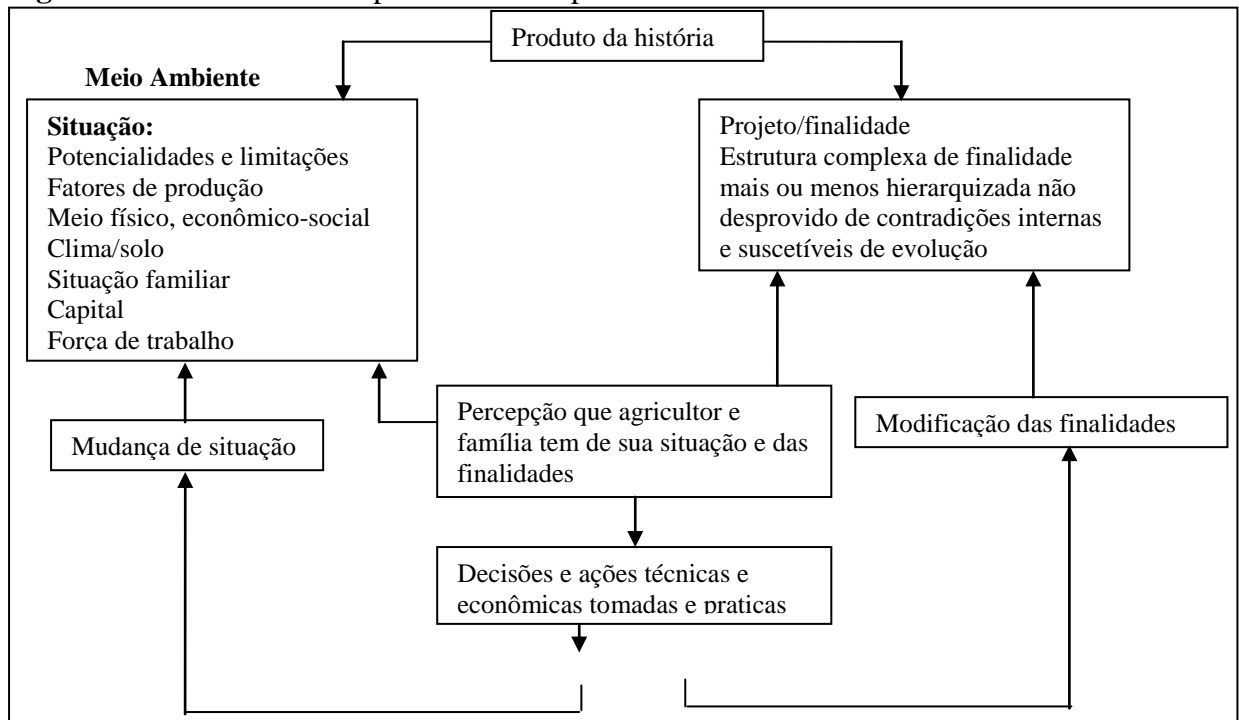 Produto da história
Meio Ambiente
Situação:
Potencialidades e limitações
Fatores de produção
Meio físico, econômico-social
Clima/solo
Situação familiar
Capital
Força de trabalho
Projeto/finalidade
Estrutura complexa de finalidade
mais ou menos hierarquizada não
desprovido de contradições internas
e suscetíveis de evolução
Percepção que agricultor e
família tem de sua situação e das
finalidades
Mudança de situação
Modificação das finalidades
Decisões e ações técnicas e
econômicas tomadas e praticas